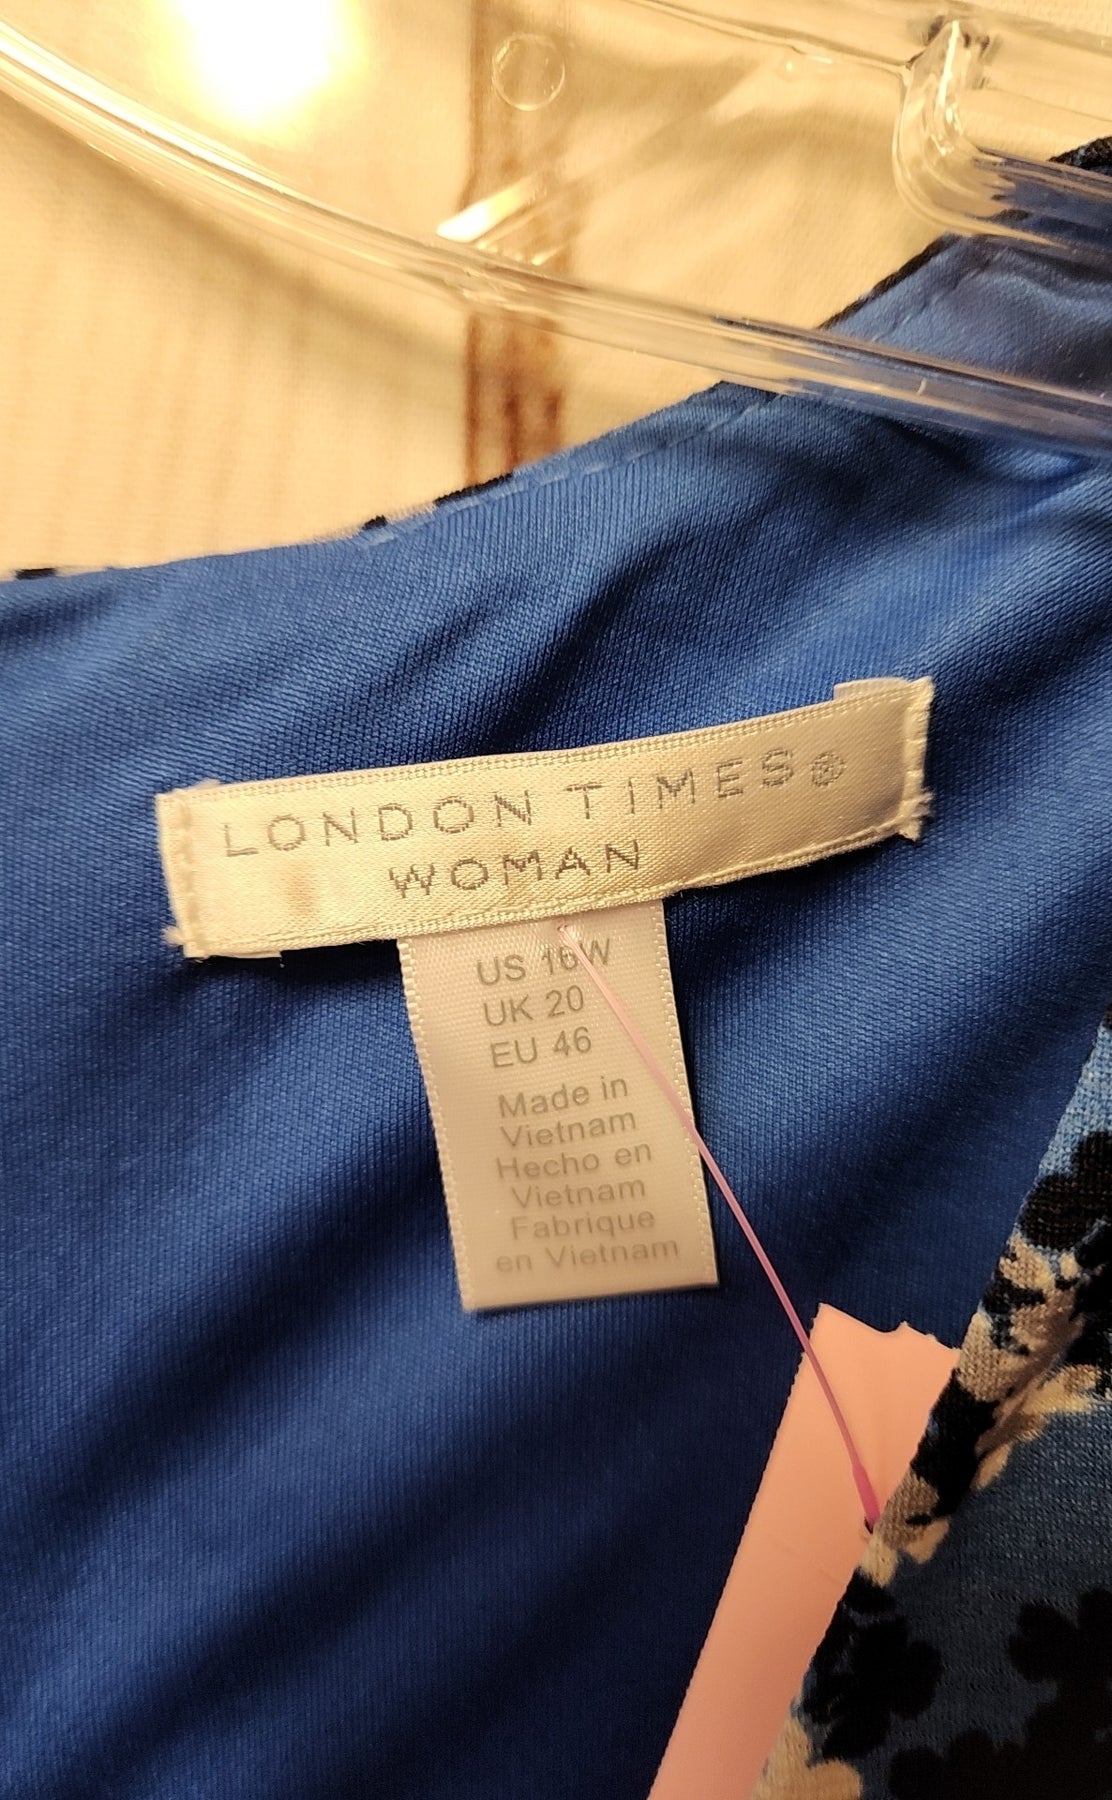 LONDON TIMES®
WOMAN
US 16W
UK 20
EU 46
Made in
Vietnam
Hecho en
Vietnam
Fabrique
en Vietnam